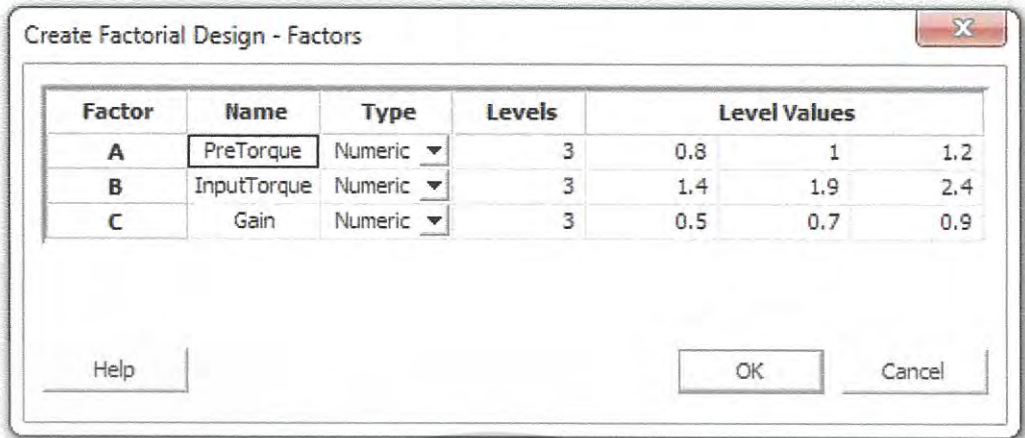 Create Factorial Design - Factors
Factor Name Type Levels Level Values
A PreTorque Numeric 3 0.8 1 1.2
B InputTorque Numeric 3 1.4 1.9 2.4
C Gain Numeric 3 0.5 0.7 0.9
Help OK Cancel